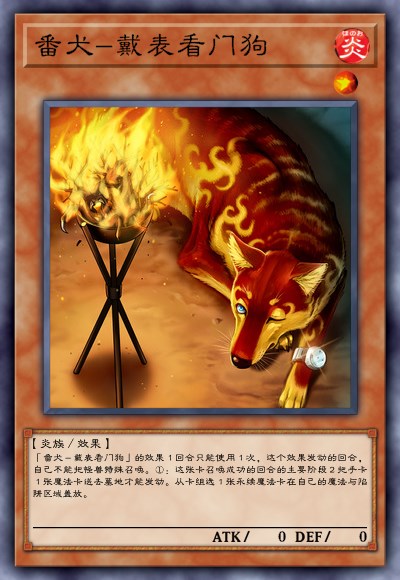 番犬-戴表看门狗
ほのお
炎
【炎族／效果】
「番犬-戴表看门狗」的效果1回合只能使用1次，这个效果发动的回合，
自己不能把怪兽特殊召唤。①：这张卡召唤成功的回合的主要阶段2把手卡
1张魔法卡送去墓地才能发动。从卡组选1张永续魔法卡在自己的魔法与陷
阱区域盖放。
ATK/ 0 DEF/ 0